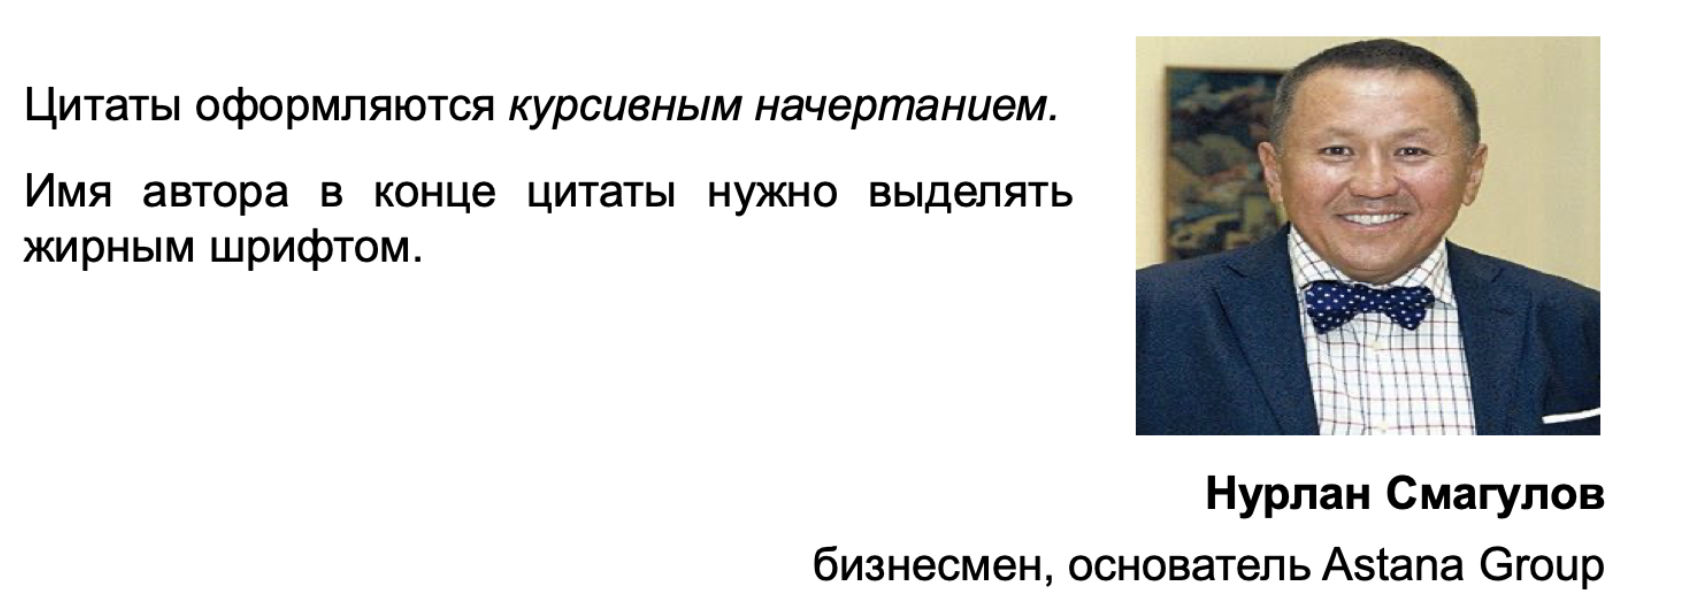 Цитаты оформляются курсивным начертанием.
Имя автора в конце цитаты нужно выделять
жирным шрифтом.
Нурлан Смагулов
бизнесмен, основатель Astana Group